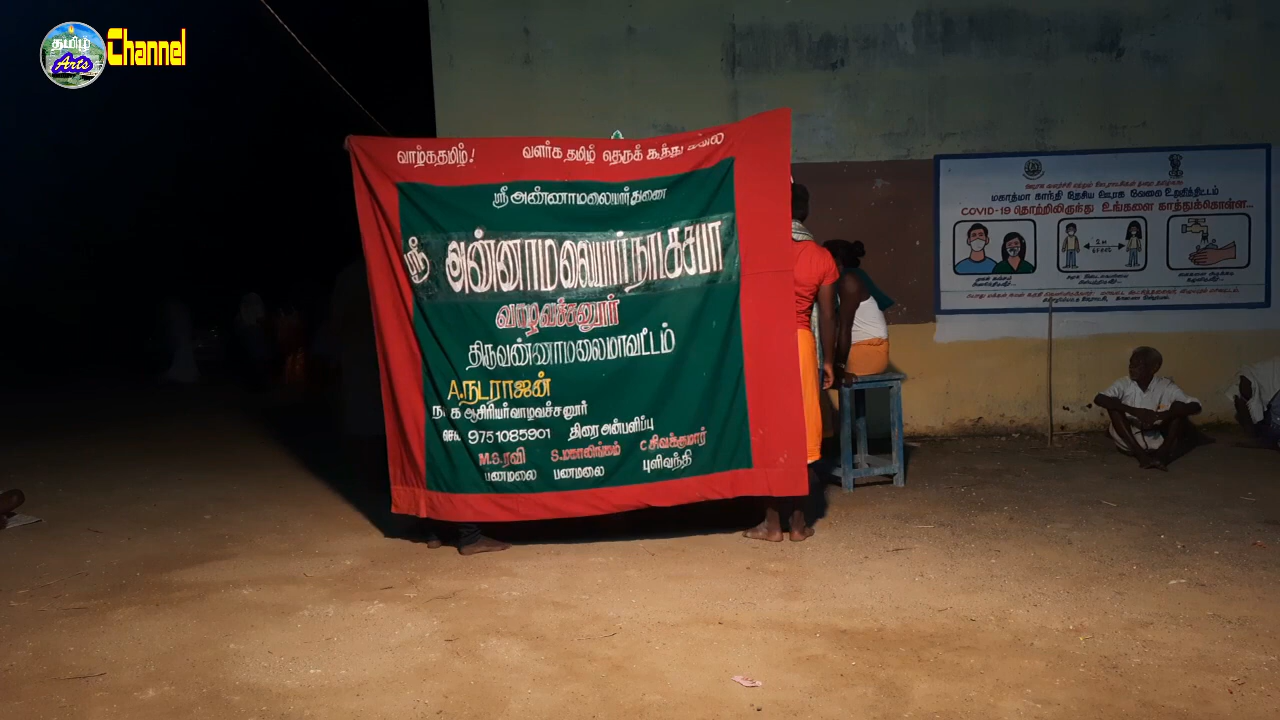 தமிழ்
Arts
Channel
வாழ்கதமிழ்! வளர்க தமிழ் தெருக் கூத்து கலை
ஸ்ரீ அண்ணாமலையார்துணை
ஸ்ரீ அன்னாமலையார்நாடகசபா
வாழவச்சனூர்
திருவண்ணாமலைமாவட்டம்
A.நடராஜன்
நா க ஆசிரியர் வாழவச்சனூர்
செல். 9751085901 திரை அன்பளிப்பு
M.S.ரவி S.மகாலிங்கம் C சிவக்குமார்
பனமலை பனமலை புளிவந்தி
மகாத்மா காந்தி தேசிய ஊரக வேலை உறுதித்திட்டம்
COVID-19 தொற்றிலிருந்து உங்களை காத்துக்கொள்ள...